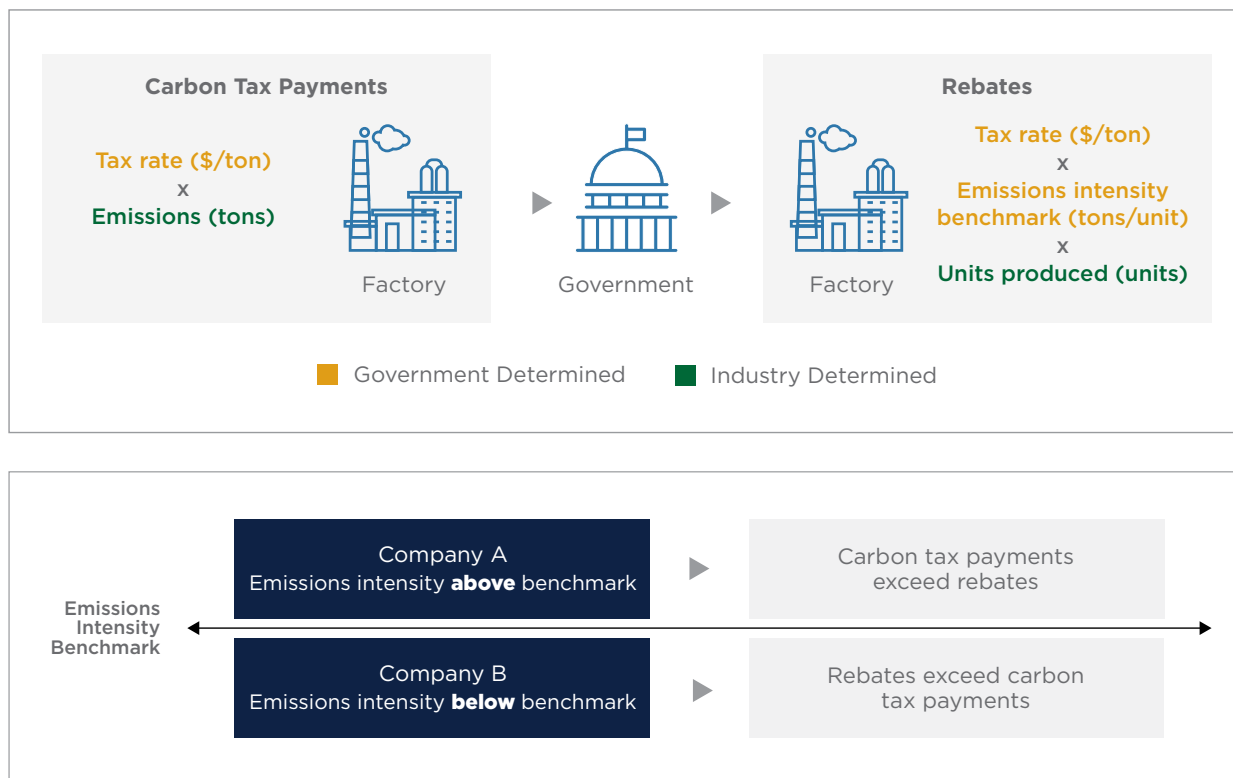 Carbon Tax Payments
Tax rate ($/ton)
x
Emissions (tons)
Factory
Government
Rebates
Factory
Tax rate ($/ton)
x
Emissions intensity
benchmark (tons/unit)
x
Units produced (units)
Government Determined
Industry Determined
Emissions
Intensity
Benchmark
Company A
Emissions intensity above benchmark
Carbon tax payments
exceed rebates
Company B
Emissions intensity below benchmark
Rebates exceed carbon
tax payments